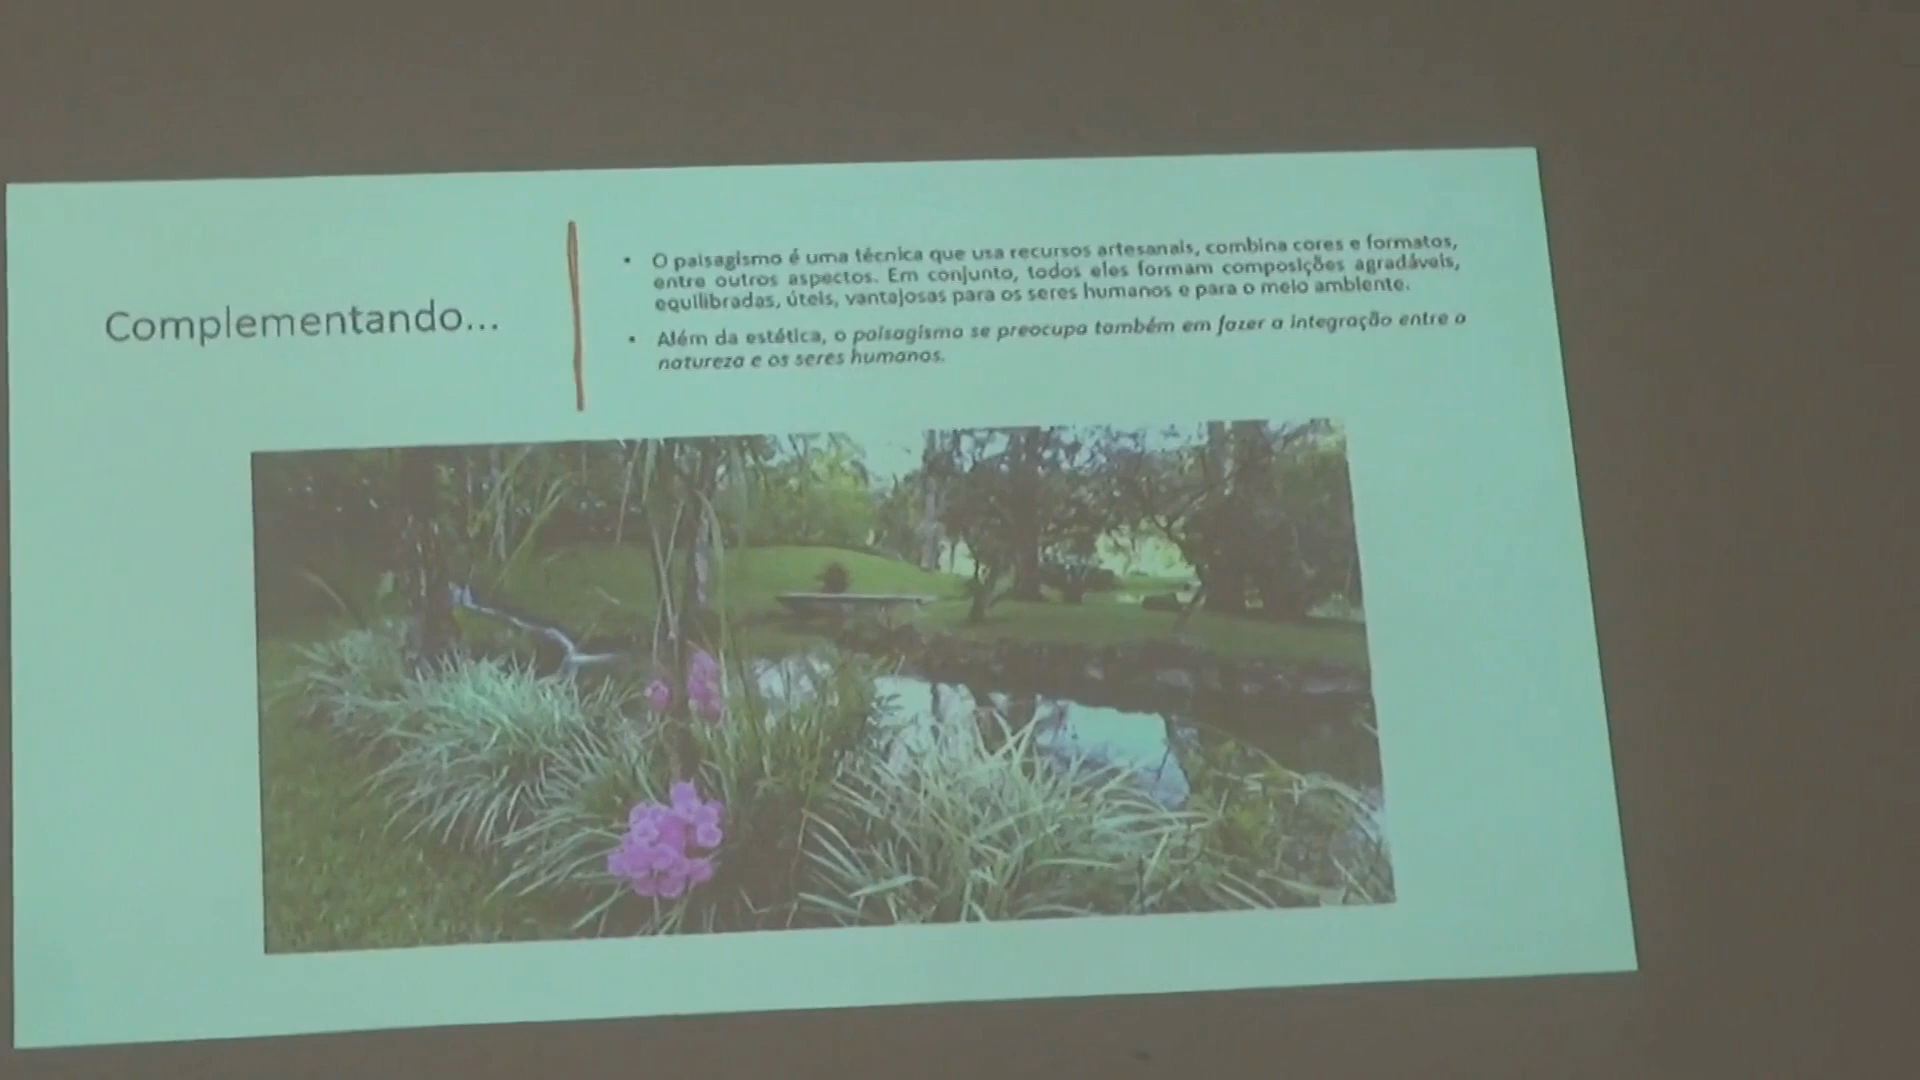 Complementando...
• O paisagismo é uma técnica que usa recursos artesanais, combina cores e formatos,
entre outros aspectos. Em conjunto, todos eles formam composições agradáveis,
equilibradas, úteis, vantajosas para os seres humanos e para o meio ambiente.
• Além da estética, o paisagismo se preocupa também em fazer a integração entre a
natureza e os seres humanos.